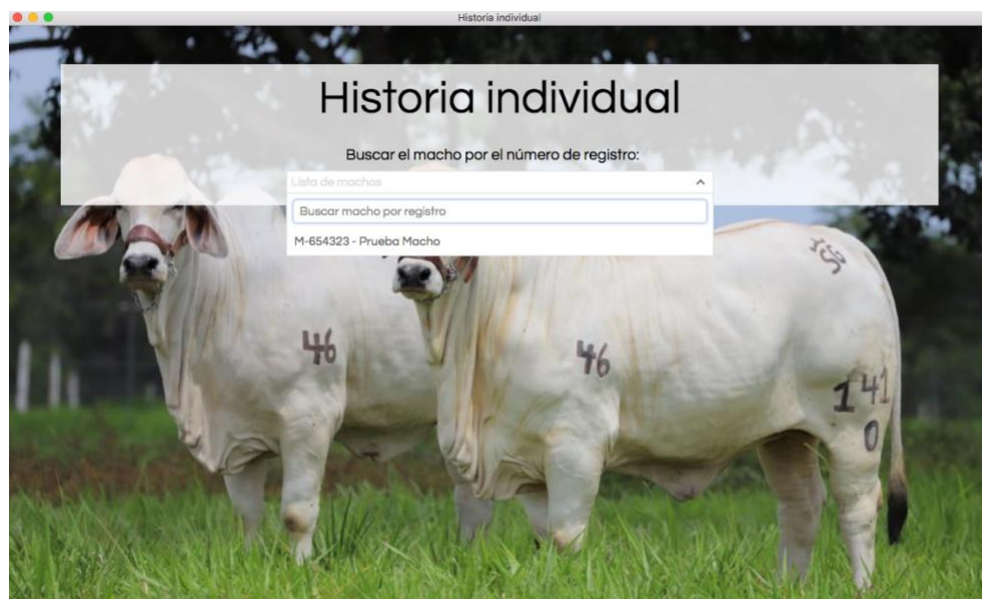 Historia individual
Historia individual
Buscar el macho por el número de registro:
Lista de machos
Buscar macho por registro
M-654323 - Prueba Macho
46
46
141
0